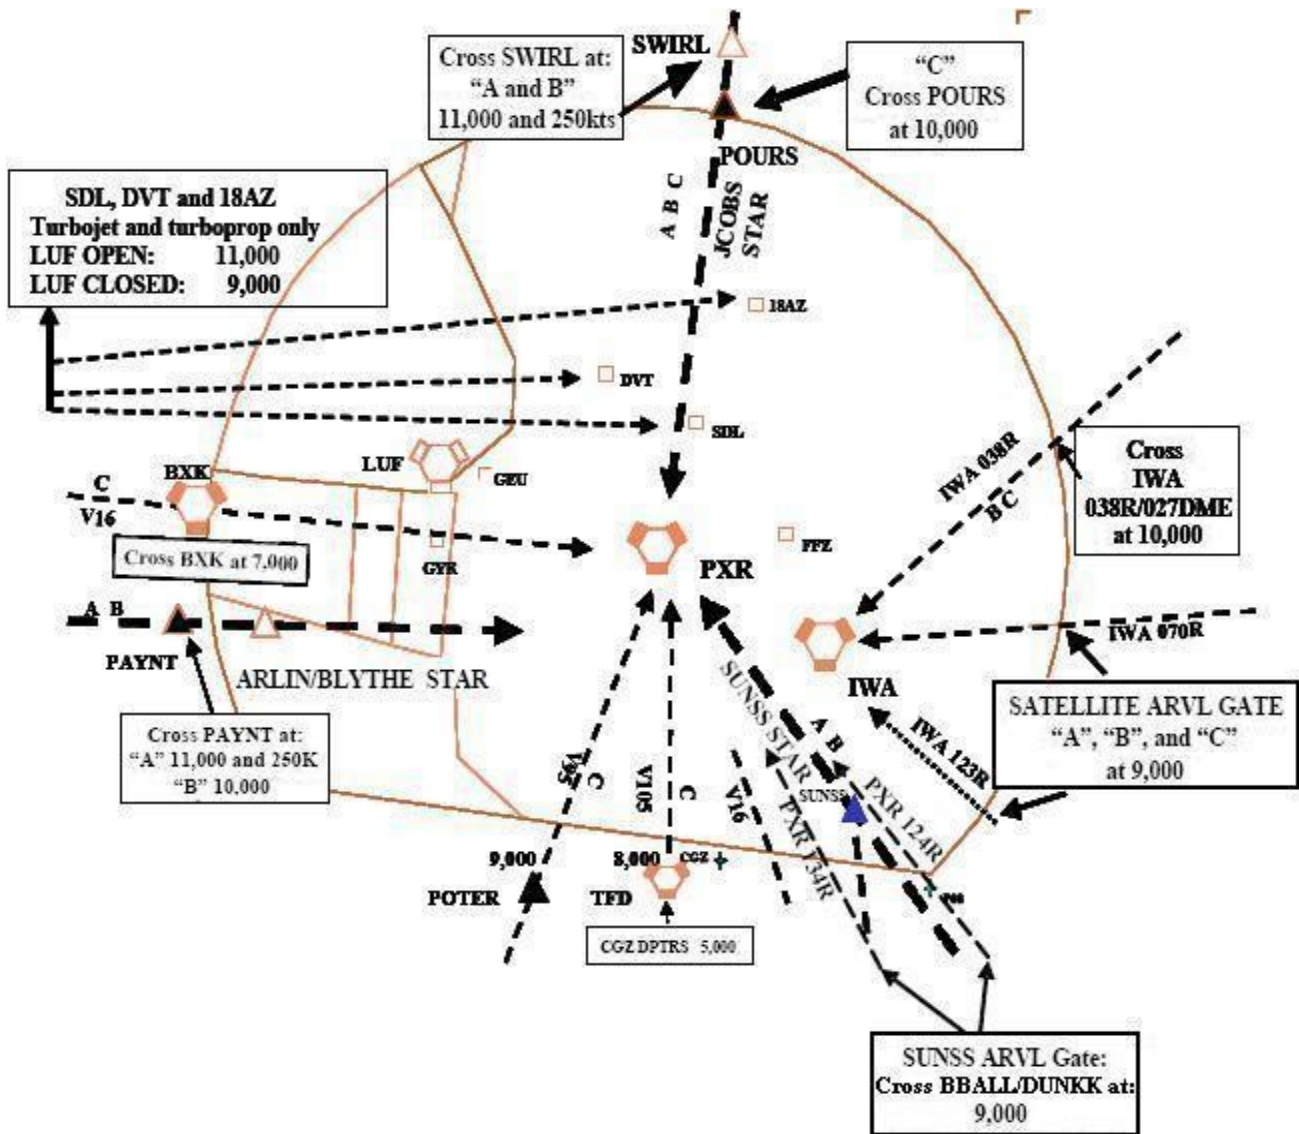 SWIRL
Cross SWIRL at:
“A and B”
11,000 and 250kts
“C”
Cross POURS
at 10,000
POURS
SDL, DVT and 18AZ
Turbojet and turboprop only
LUF OPEN: 11,000
LUF CLOSED: 9,000
A B C
JCOBS
STAR
18AZ
DVT
SDL
LUF
GEU
BXK
C
V16
Cross BXK at 7,000
GYR
PXR
FFZ
IWA 038R
B C
Cross
IWA
038R/027DME
at 10,000
IWA 070R
IWA
A B
PAYNT
ARLIN/BLYTHE STAR
Cross PAYNT at:
“A” 11,000 and 250K
“B” 10,000
SATELLITE ARVL GATE
“A”, “B”, and “C”
at 9,000
IWA 123R
SUNSS STAR
A B
SUNSS
PXR 124R
PXR 134R
V16
C
V105
C
9,000
POTER
8,000
CGZ
TFD
CGZ DPTRS 5,000
SUNSS ARVL Gate:
Cross BBALL/DUNKK at:
9,000